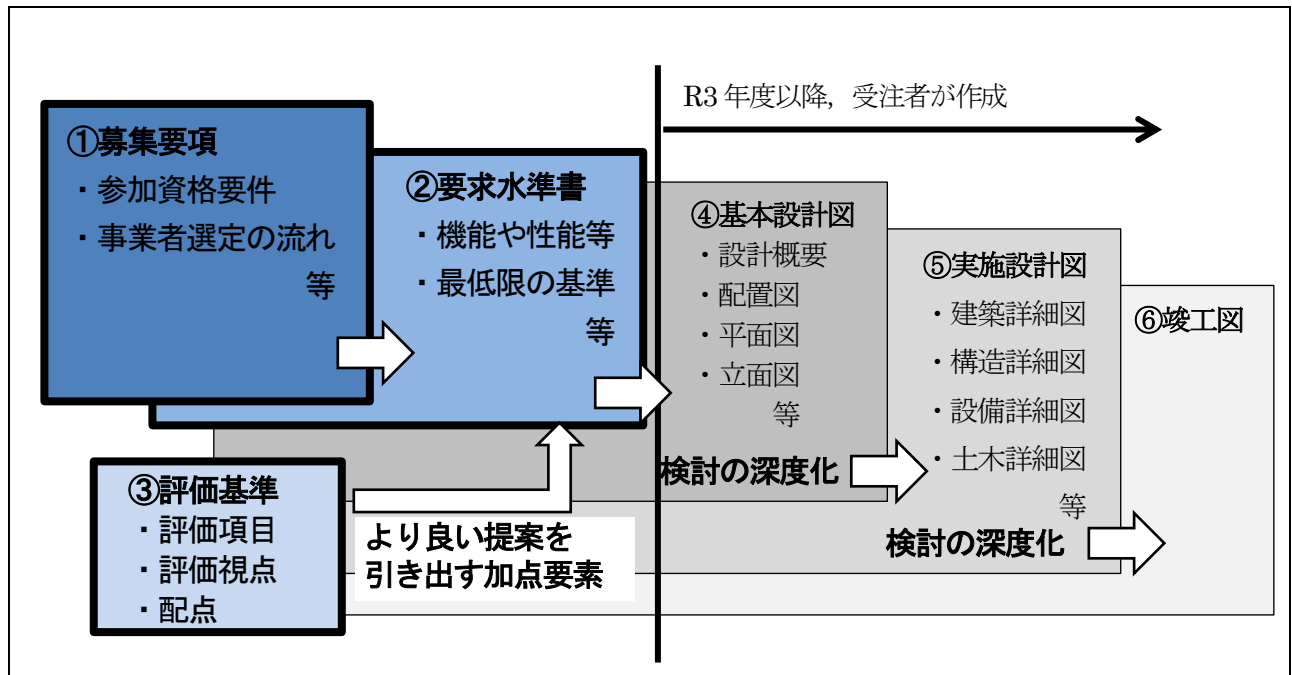 R3 年度以降，受注者が作成
①募集要項
・参加資格要件
・事業者選定の流れ
等
②要求水準書
・機能や性能等
・最低限の基準
等
③評価基準
・評価項目
・評価視点
・配点
より良い提案を
引き出す加点要素
④基本設計図
・設計概要
・配置図
・平面図
・立面図
等
検討の深度化
⑤実施設計図
・建築詳細図
・構造詳細図
・設備詳細図
・土木詳細図
等
検討の深度化
⑥竣工図